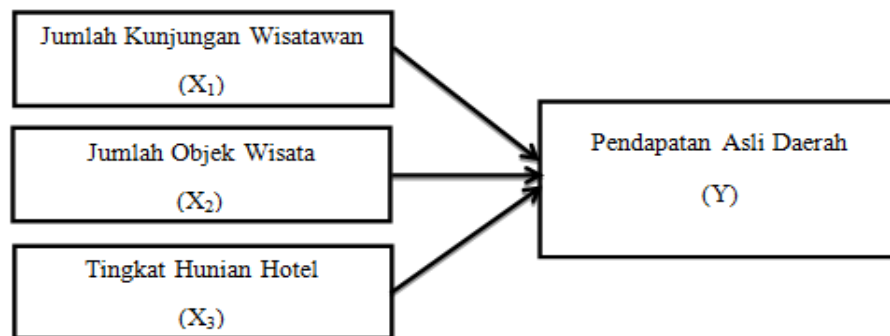 Jumlah Kunjungan Wisatawan
(X₁)
Jumlah Objek Wisata
(X₂)
Tingkat Hunian Hotel
(X₃)
Pendapatan Asli Daerah
(Y)